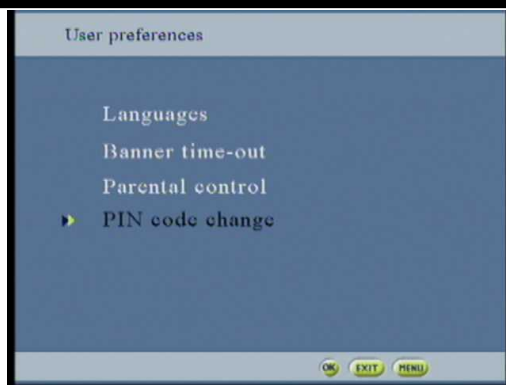 User preferences
Languages
Banner time-out
Parental control
PIN code change
OK EXIT MENU